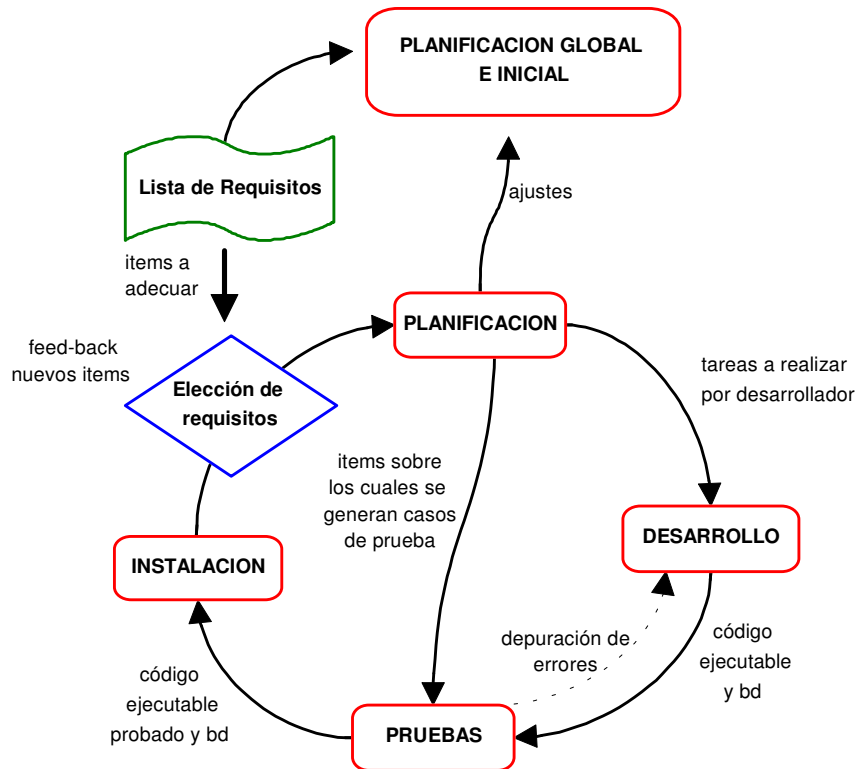 PLANIFICACION GLOBAL
E INICIAL
Lista de Requisitos
ajustes
items a
adecuar
PLANIFICACION
feed-back
nuevos items
Elección de
requisitos
tareas a realizar
por desarrollador
items sobre
los cuales se
generan casos
de prueba
DESARROLLO
INSTALACION
depuración de
errores
código
ejecutable
y bd
código
ejecutable
probado y bd
PRUEBAS